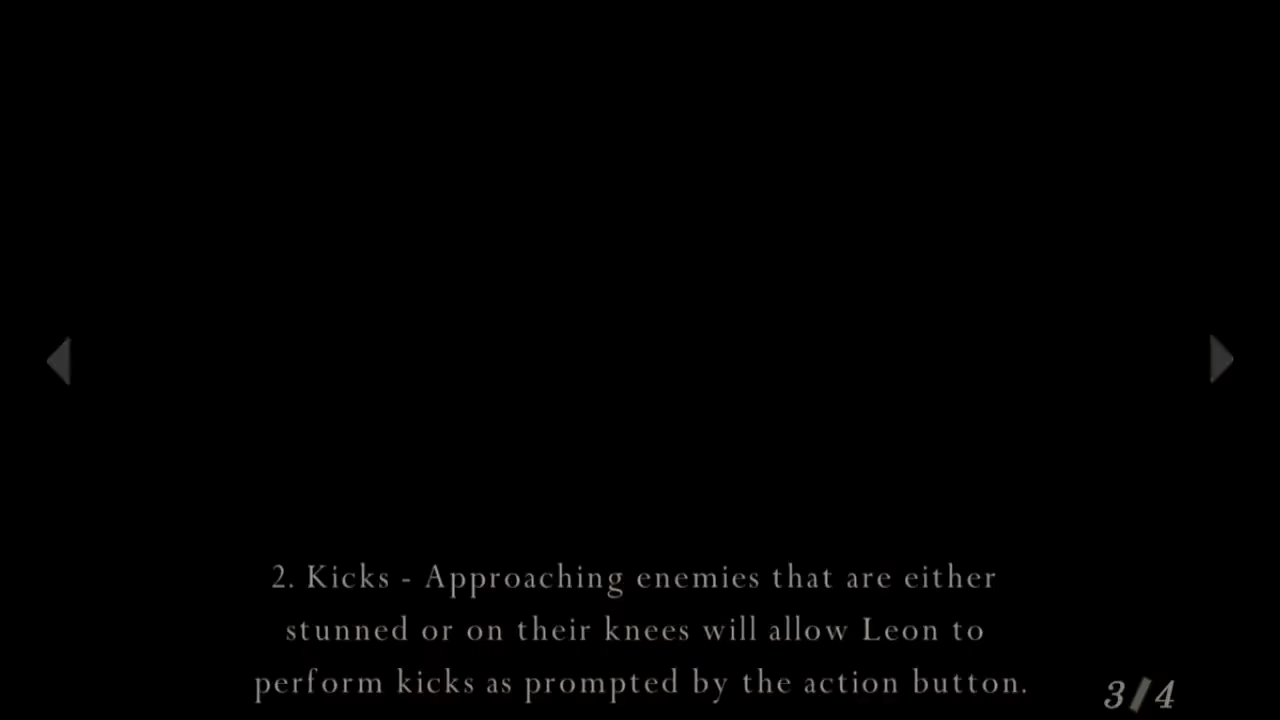 2. Kicks - Approaching enemies that are either
stunned or on their knees will allow Leon to
perform kicks as prompted by the action button.
3/4